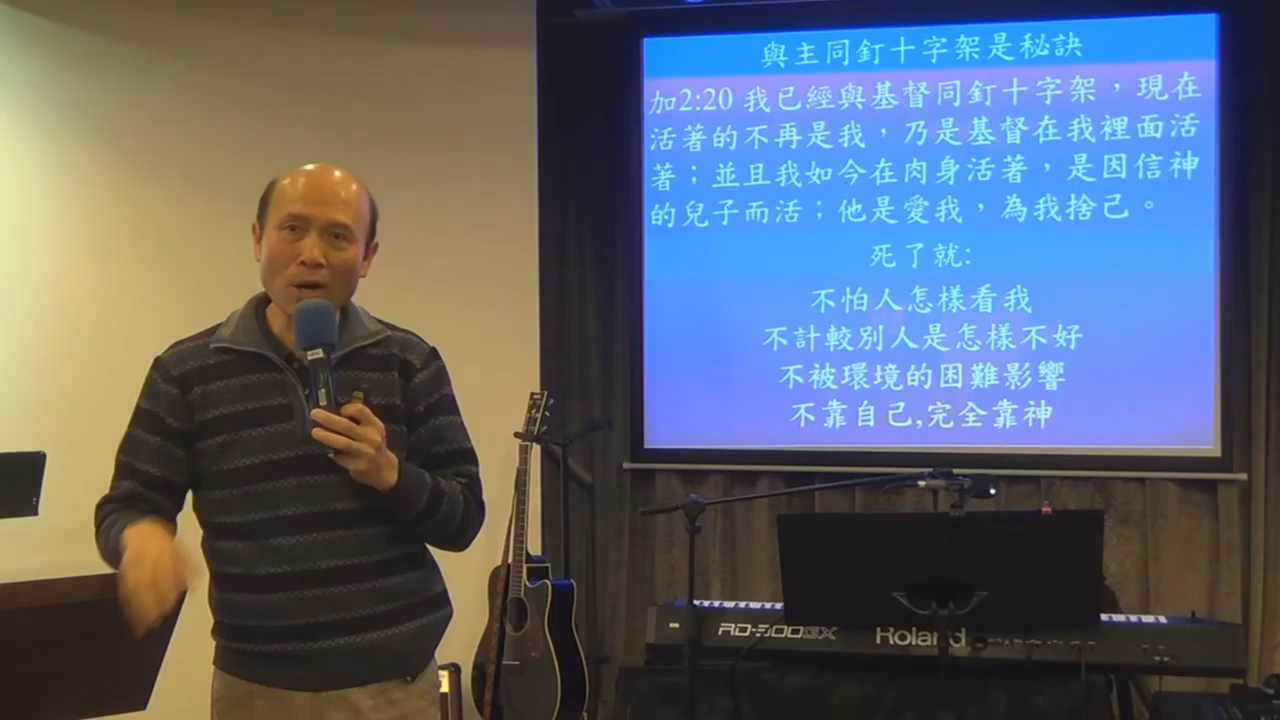 與主同釘十字架是秘訣
加2:20 我已經與基督同釘十字架，現在
活著的不再是我，乃是基督在我裡面活
著；並且我如今在肉身活著，是因信神
的兒子而活；他是愛我，為我捨己。
死了就:
不怕人怎樣看我
不計較別人是怎樣不好
不被環境的困難影響
不靠自己,完全靠神
RD-300GX
Roland